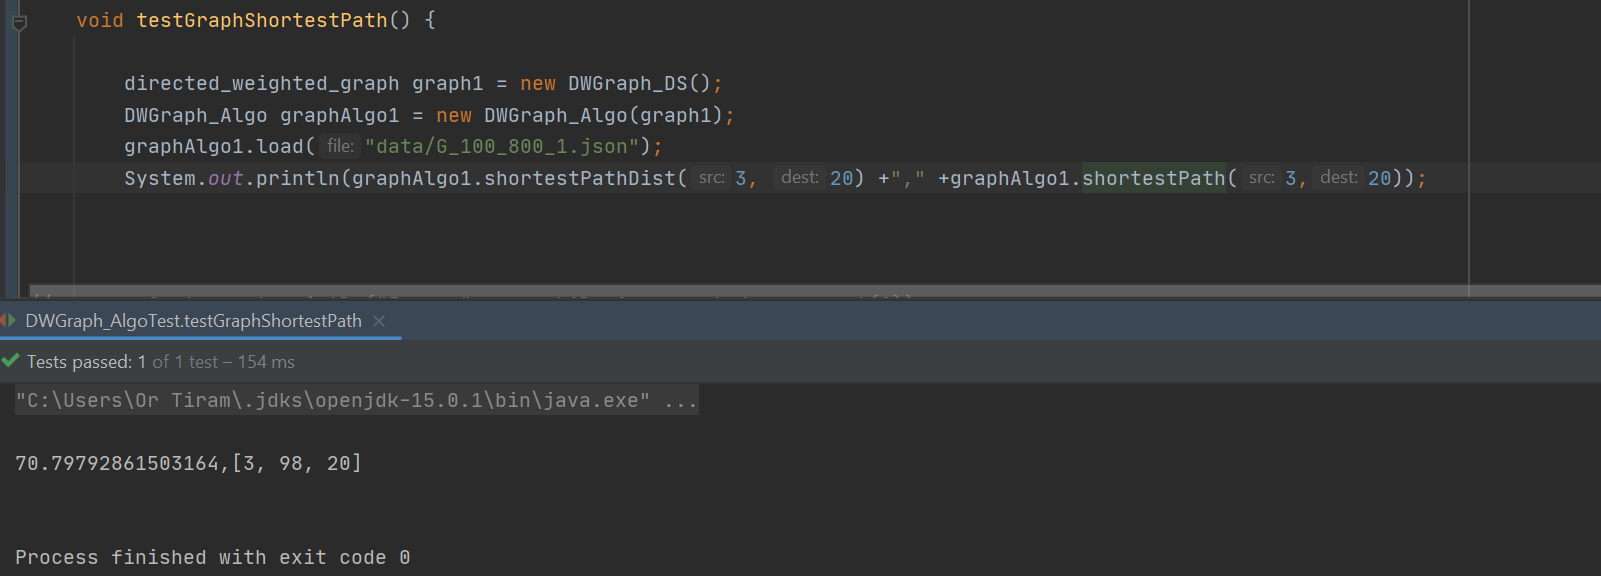 void testGraphShortestPath() {
directed_weighted_graph graph1 = new DWGraph_DS();
DWGraph_Algo graphAlgo1 = new DWGraph_Algo(graph1);
graphAlgo1.load( file: "data/G_100_800_1.json");
System.out.println(graphAlgo1.shortestPathDist( src: 3, dest: 20) +"," +graphAlgo1.shortestPath( src: 3, dest: 20));
DWGraph_AlgoTest.testGraphShortestPath ×
Tests passed: 1 of 1 test – 154 ms
"C:\Users\Or Tiram\.jdks\openjdk-15.0.1\bin\java.exe" ...
70.79792861503164,[3, 98, 20]
Process finished with exit code 0